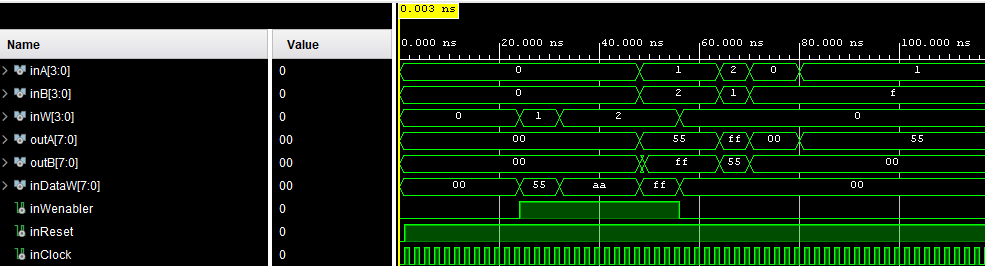 0.003 ns
Name Value
0.000 ns 20.000 ns 40.000 ns 60.000 ns 80.000 ns 100.000 ns
inA[3:0] 0 0 1 2 0 1
inB[3:0] 0 0 2 1 f
inW[3:0] 0 0 1 2 0
outA[7:0] 00 00 55 ff 00 55
outB[7:0] 00 00 ff 55 00
inDataW[7:0] 00 00 55 aa ff 00
inWenabler 0
inReset 0
inClock 0